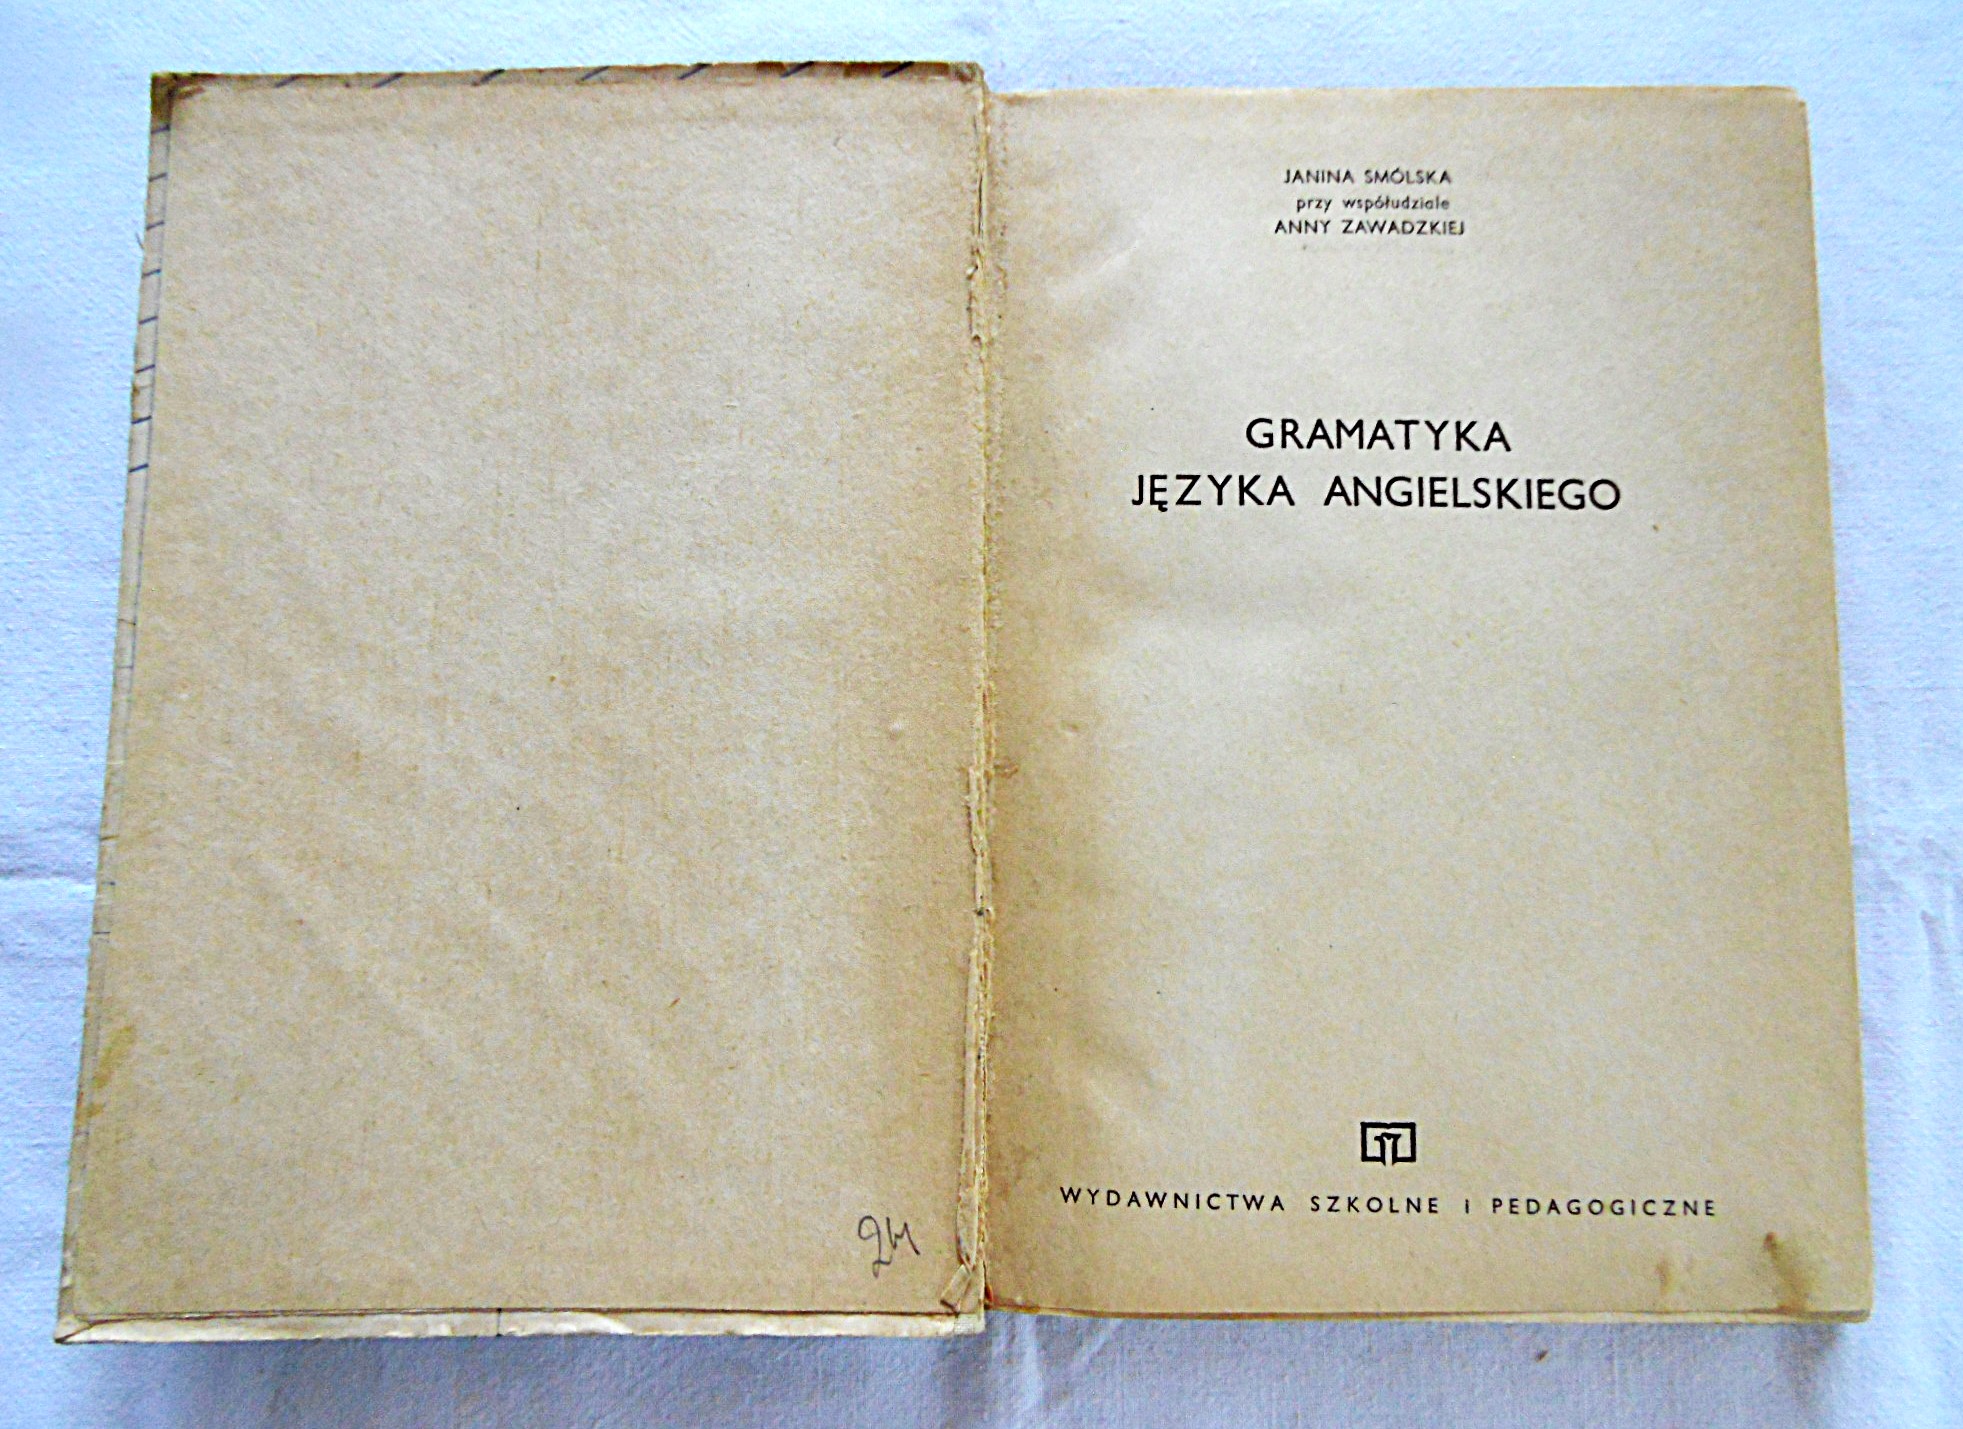 JANINA SMÓLSKA
przy współudziale
ANNY ZAWADZKIEJ
GRAMATYKA
JĘZYKA ANGIELSKIEGO
WYDAWNICTWA SZKOLNE I PEDAGOGICZNE